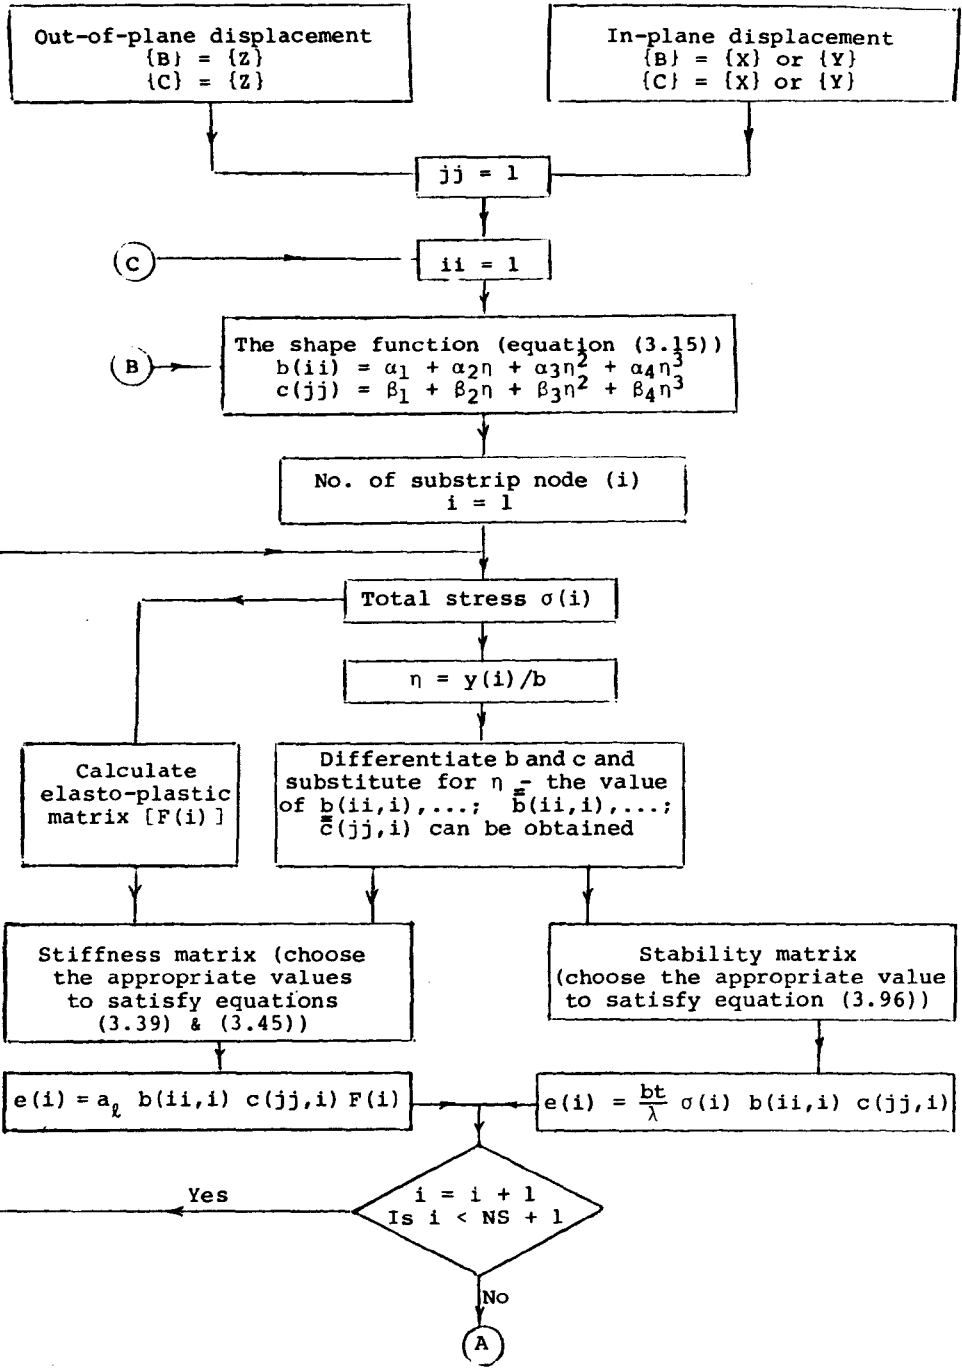 Out-of-plane displacement
{B} = {Z}
{C} = {Z}
In-plane displacement
{B} = {X} or {Y}
{C} = {X} or {Y}
jj = 1
C
ii = 1
B
The shape function (equation (3.15))
b(ii) = α₁ + α₂η + α₃η² + α₄η³
c(jj) = β₁ + β₂η + β₃η² + β₄η³
No. of substrip node (i)
i = 1
Total stress σ(i)
η = y(i)/b
Calculate
elasto-plastic
matrix [F(i)]
Differentiate b and c and
substitute for η - the value
of b(ii,i),...; b̿(ii,i),...;
c̿(jj,i) can be obtained
Stiffness matrix (choose
the appropriate values
to satisfy equations
(3.39) & (3.45))
Stability matrix
(choose the appropriate value
to satisfy equation (3.96))
e(i) = a_ℓ b(ii,i) c(jj,i) F(i)
e(i) = bt/λ σ(i) b(ii,i) c(jj,i)
Yes
i = i + 1
Is i < NS + 1
No
A